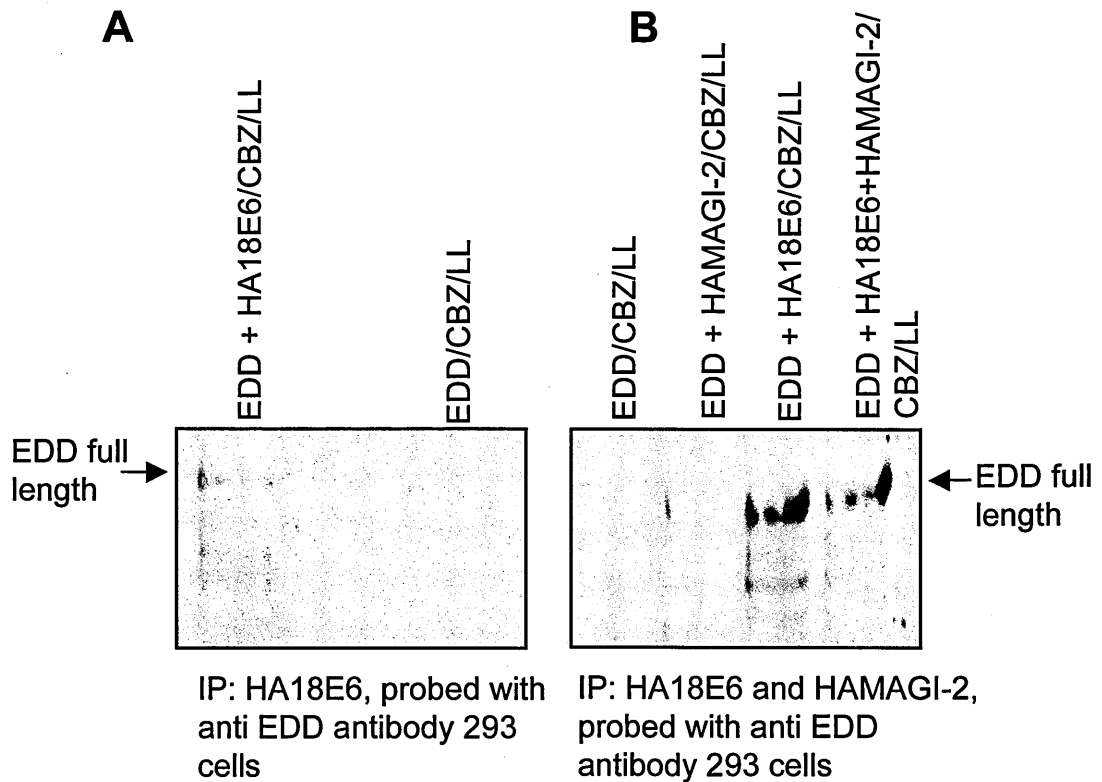 A
B
EDD + HA18E6/CBZ/LL
EDD/CBZ/LL
EDD/CBZ/LL
EDD + HAMAGI-2/CBZ/LL
EDD + HA18E6/CBZ/LL
EDD + HA18E6+HAMAGI-2/
CBZ/LL
EDD full
length
EDD full
length
IP: HA18E6, probed with
anti EDD antibody 293
cells
IP: HA18E6 and HAMAGI-2,
probed with anti EDD
antibody 293 cells